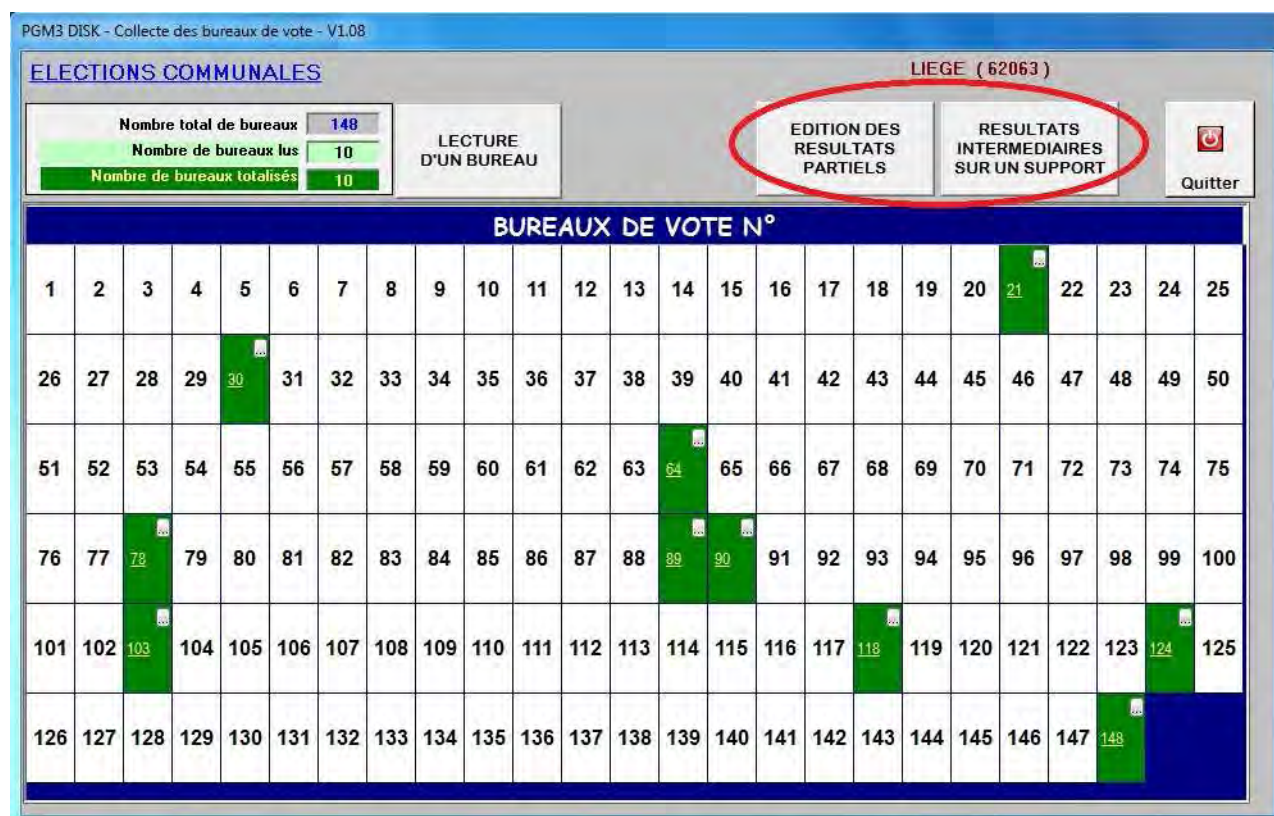 PGM3 DISK - Collecte des bureaux de vote - V1.08
ELECTIONS COMMUNALES
LIEGE ( 62063 )
Nombre total de bureaux 148
Nombre de bureaux lus 10
Nombre de bureaux totalisés 10
LECTURE
D'UN BUREAU
EDITION DES
RESULTATS
PARTIELS
RESULTATS
INTERMEDIAIRES
SUR UN SUPPORT
Quitter
BUREAUX DE VOTE N°
1 2 3 4 5 6 7 8 9 10 11 12 13 14 15 16 17 18 19 20 21 ... 22 23 24 25
26 27 28 29 30 ... 31 32 33 34 35 36 37 38 39 40 41 42 43 44 45 46 47 48 49 50
51 52 53 54 55 56 57 58 59 60 61 62 63 64 ... 65 66 67 68 69 70 71 72 73 74 75
76 77 78 ... 79 80 81 82 83 84 85 86 87 88 89 ... 90 ... 91 92 93 94 95 96 97 98 99 100
101 102 103 ... 104 105 106 107 108 109 110 111 112 113 114 115 116 117 118 ... 119 120 121 122 123 124 ... 125
126 127 128 129 130 131 132 133 134 135 136 137 138 139 140 141 142 143 144 145 146 147 148 ...